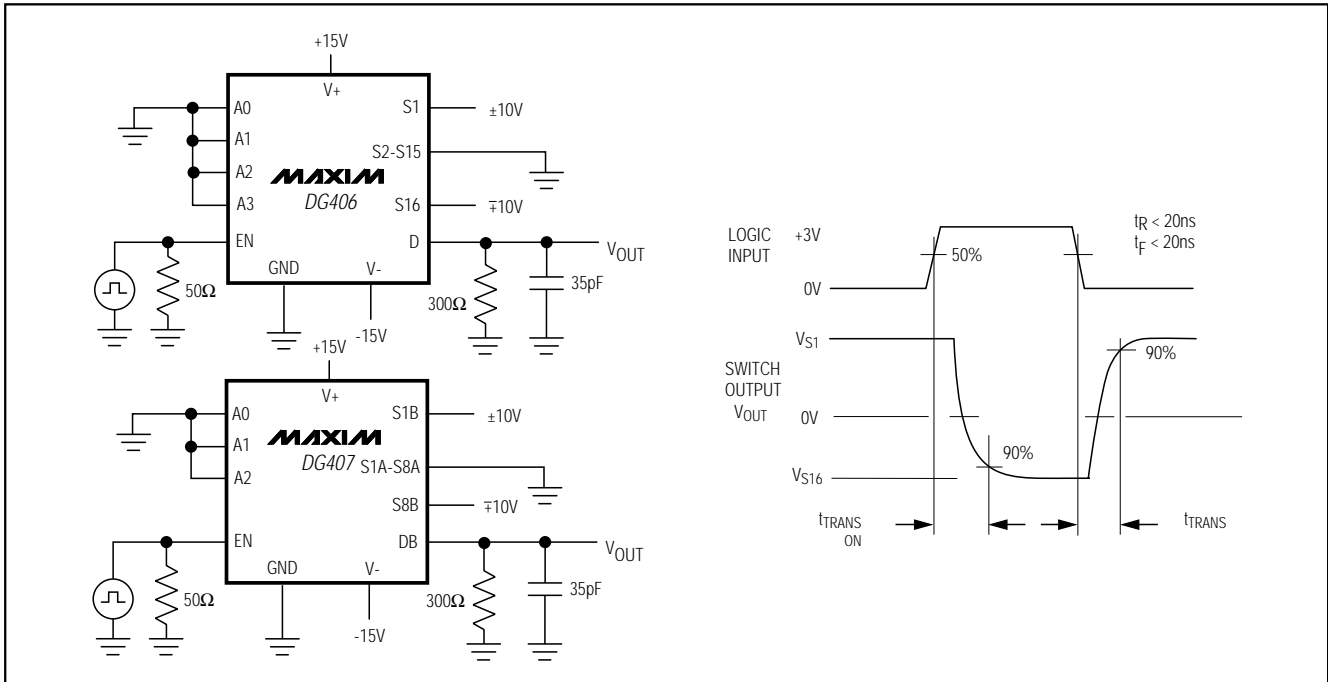 +15V
V+
A0
A1
A2
A3
EN
S1
±10V
S2-S15
MAXIM
DG406
S16
∓10V
D
VOUT
GND
V-
50Ω
-15V
300Ω
35pF
+15V
V+
A0
A1
A2
EN
S1B
±10V
MAXIM
DG407
S1A-S8A
S8B
∓10V
DB
VOUT
GND
V-
50Ω
-15V
300Ω
35pF
LOGIC
INPUT
+3V
0V
50%
tR < 20ns
tF < 20ns
VS1
SWITCH
OUTPUT
VOUT
0V
VS16
90%
90%
tTRANS
ON
tTRANS